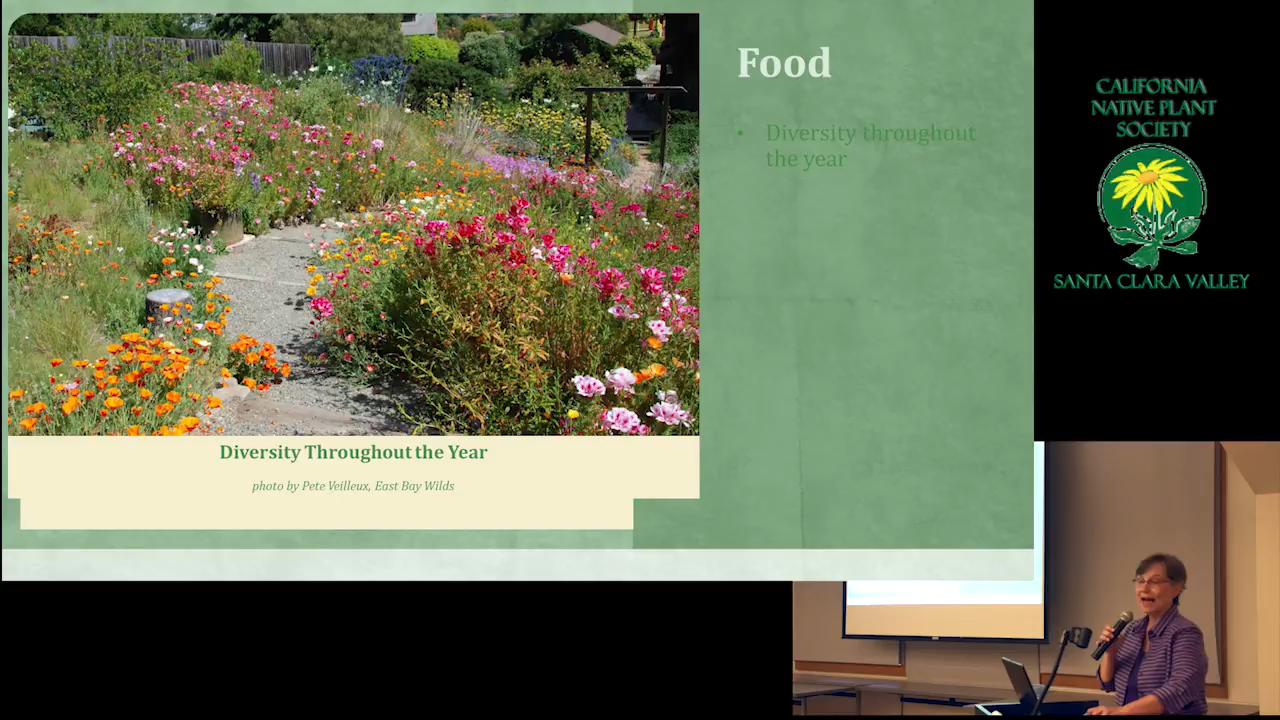 Food
• Diversity throughout
the year
Diversity Throughout the Year
photo by Pete Veilleux, East Bay Wilds
CALIFORNIA
NATIVE PLANT
SOCIETY
SANTA CLARA VALLEY